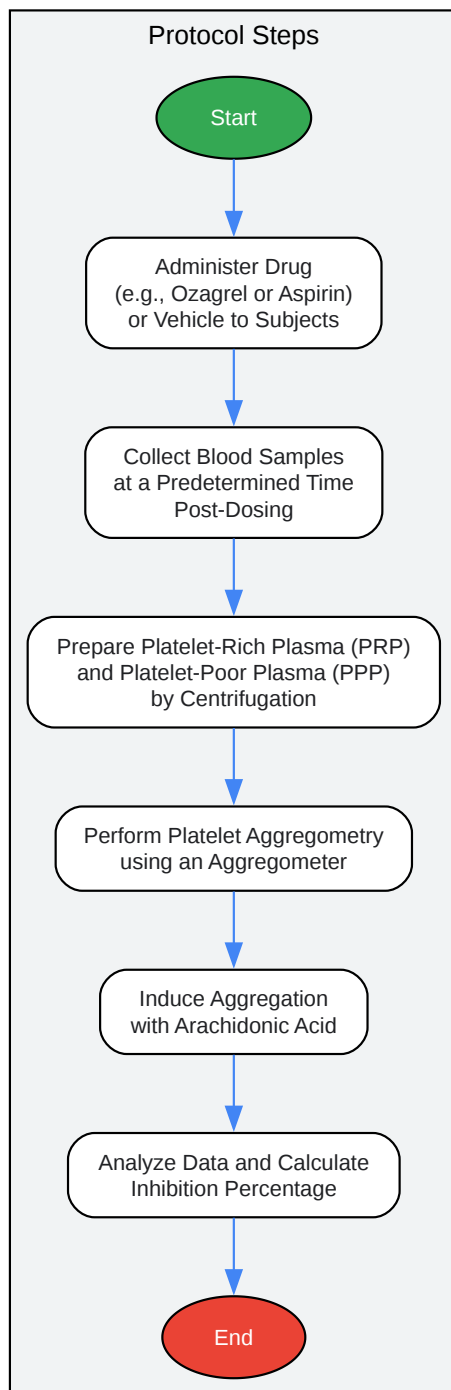 Protocol Steps
Start
Administer Drug
(e.g., Ozagrel or Aspirin)
or Vehicle to Subjects
Collect Blood Samples
at a Predetermined Time
Post-Dosing
Prepare Platelet-Rich Plasma (PRP)
and Platelet-Poor Plasma (PPP)
by Centrifugation
Perform Platelet Aggregometry
using an Aggregometer
Induce Aggregation
with Arachidonic Acid
Analyze Data and Calculate
Inhibition Percentage
End